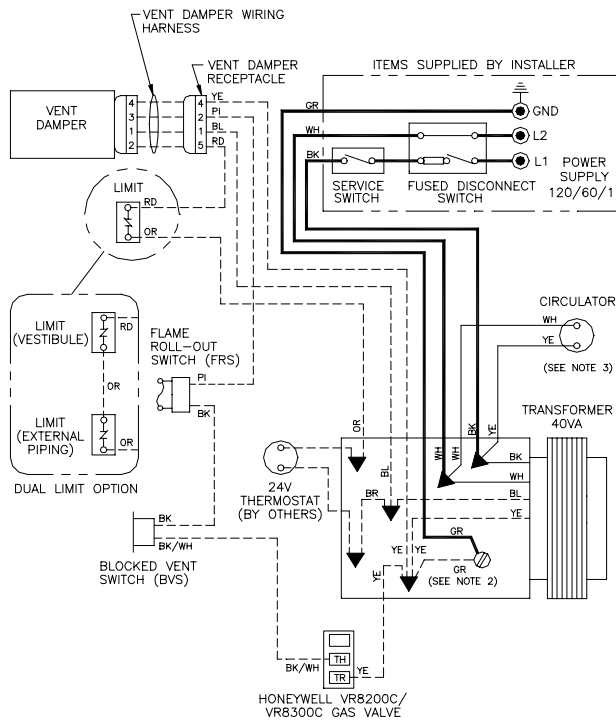 VENT DAMPER WIRING
HARNESS
VENT DAMPER
RECEPTACLE
ITEMS SUPPLIED BY INSTALLER
VENT
DAMPER
4
3
1
2
4
2
1
5
YE
PI
BL
RD
GR
WH
BK
GND
L2
L1
SERVICE
SWITCH
FUSED DISCONNECT
SWITCH
POWER
SUPPLY
120/60/1
LIMIT
RD
OR
LIMIT
(VESTIBULE)
RD
OR
LIMIT
(EXTERNAL
PIPING)
OR
DUAL LIMIT OPTION
FLAME
ROLL-OUT
SWITCH (FRS)
PI
BK
CIRCULATOR
WH
YE
(SEE NOTE 3)
TRANSFORMER
40VA
OR
BL
WH
WH
BK
YE
BK
WH
BL
YE
24V
THERMOSTAT
(BY OTHERS)
BR
GR
YE
YE
YE
GR
(SEE NOTE 2)
BK
BK/WH
BLOCKED VENT
SWITCH (BVS)
BK/WH
TH
YE
TR
HONEYWELL VR8200C/
VR8300C GAS VALVE